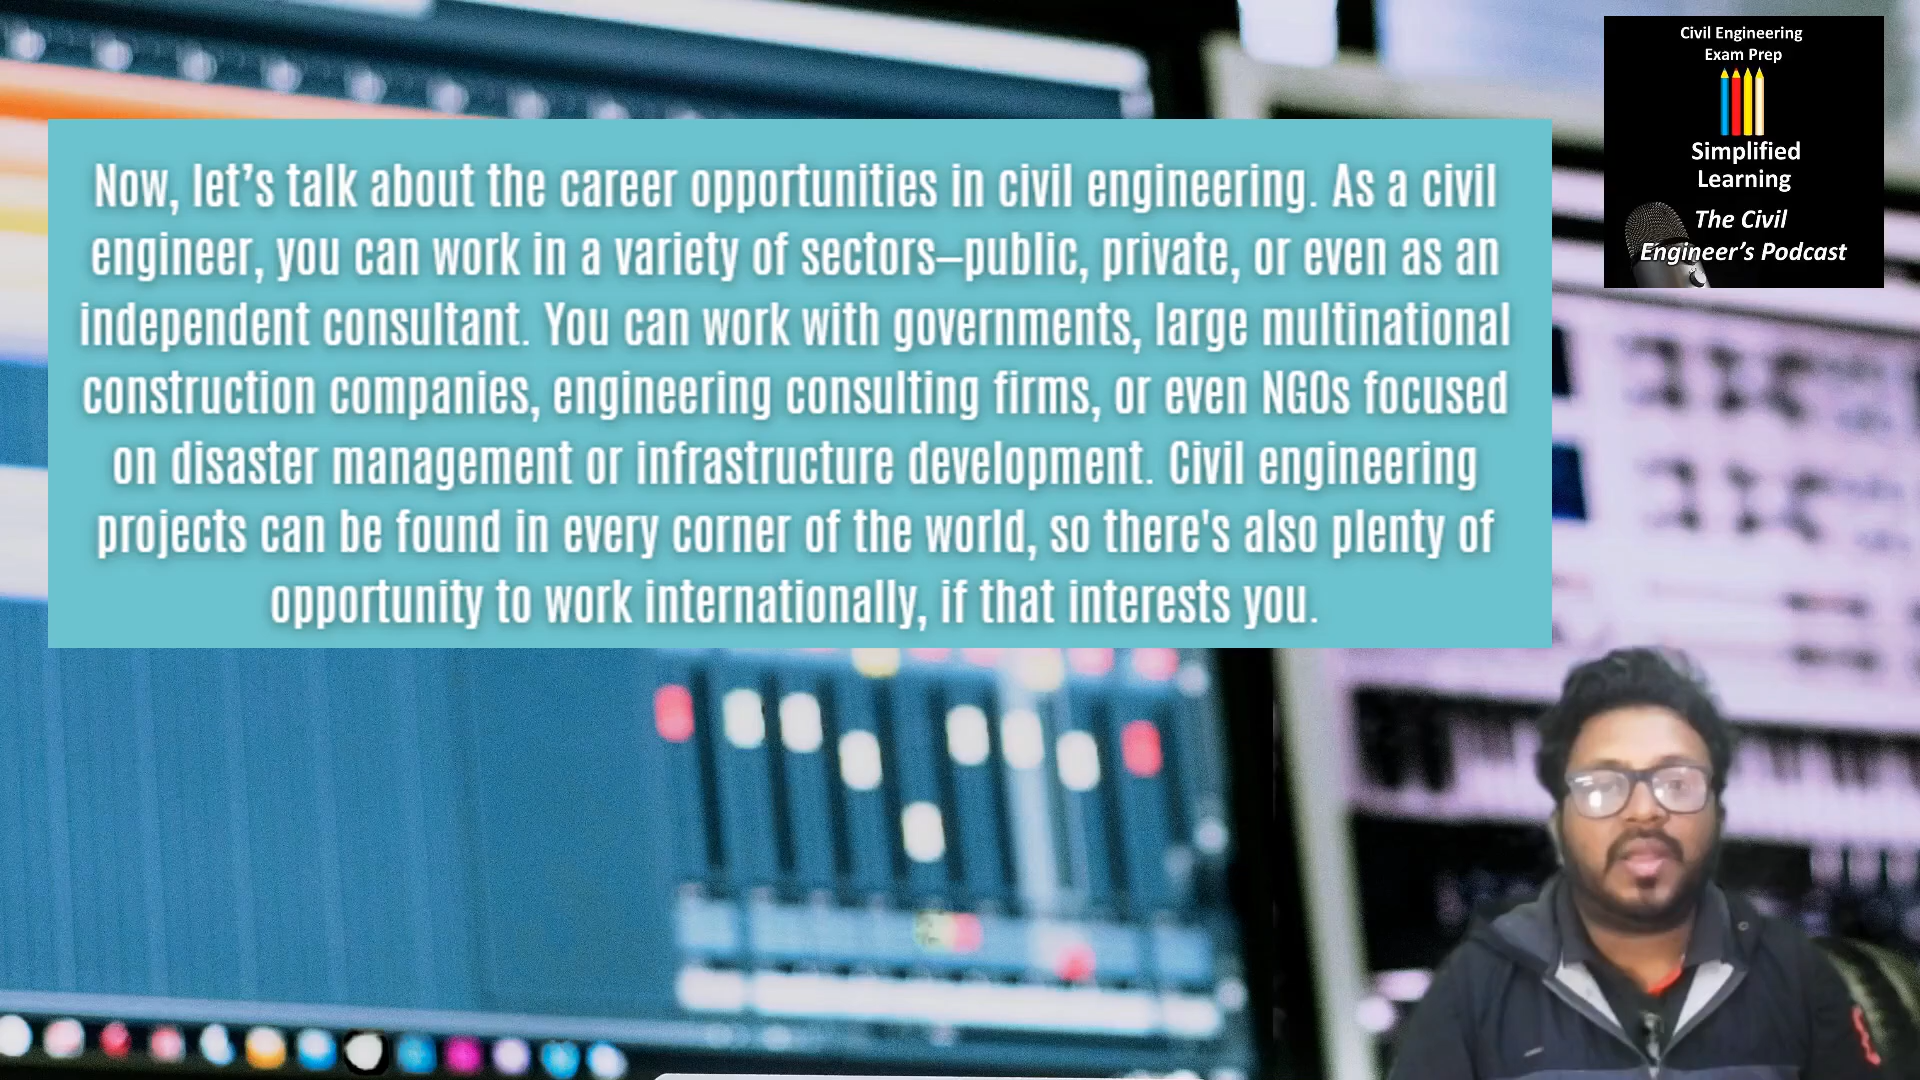 Now, let’s talk about the career opportunities in civil engineering. As a civil
engineer, you can work in a variety of sectors—public, private, or even as an
independent consultant. You can work with governments, large multinational
construction companies, engineering consulting firms, or even NGOs focused
on disaster management or infrastructure development. Civil engineering
projects can be found in every corner of the world, so there's also plenty of
opportunity to work internationally, if that interests you.
Civil Engineering
Exam Prep
Simplified
Learning
The Civil
Engineer’s Podcast